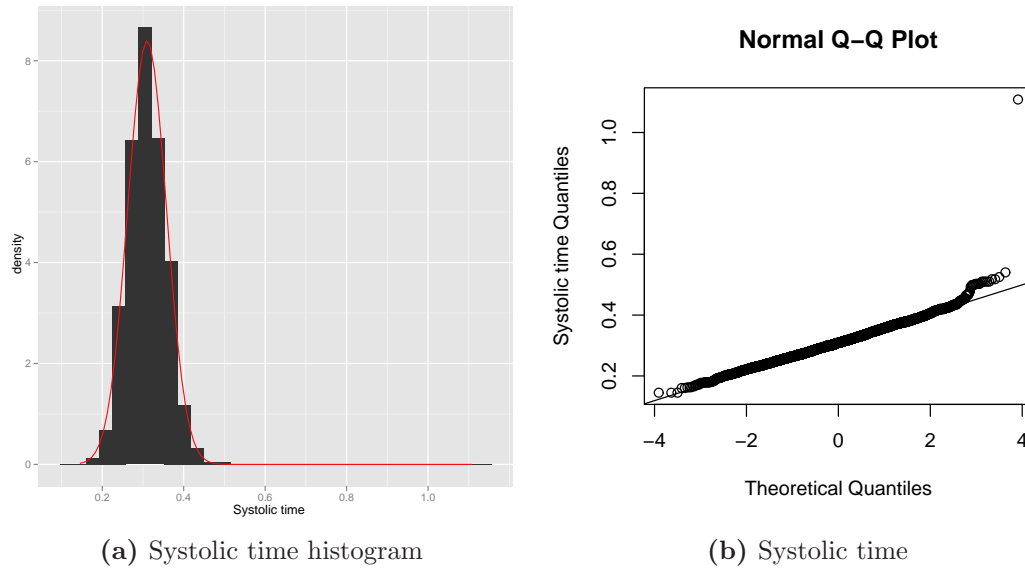 8
6
4
2
0
density
0.2 0.4 0.6 0.8 1.0
Systolic time
(a) Systolic time histogram
Normal Q−Q Plot
1.0
0.8
0.6
0.4
0.2
Systolic time Quantiles
−4 −2 0 2 4
Theoretical Quantiles
(b) Systolic time